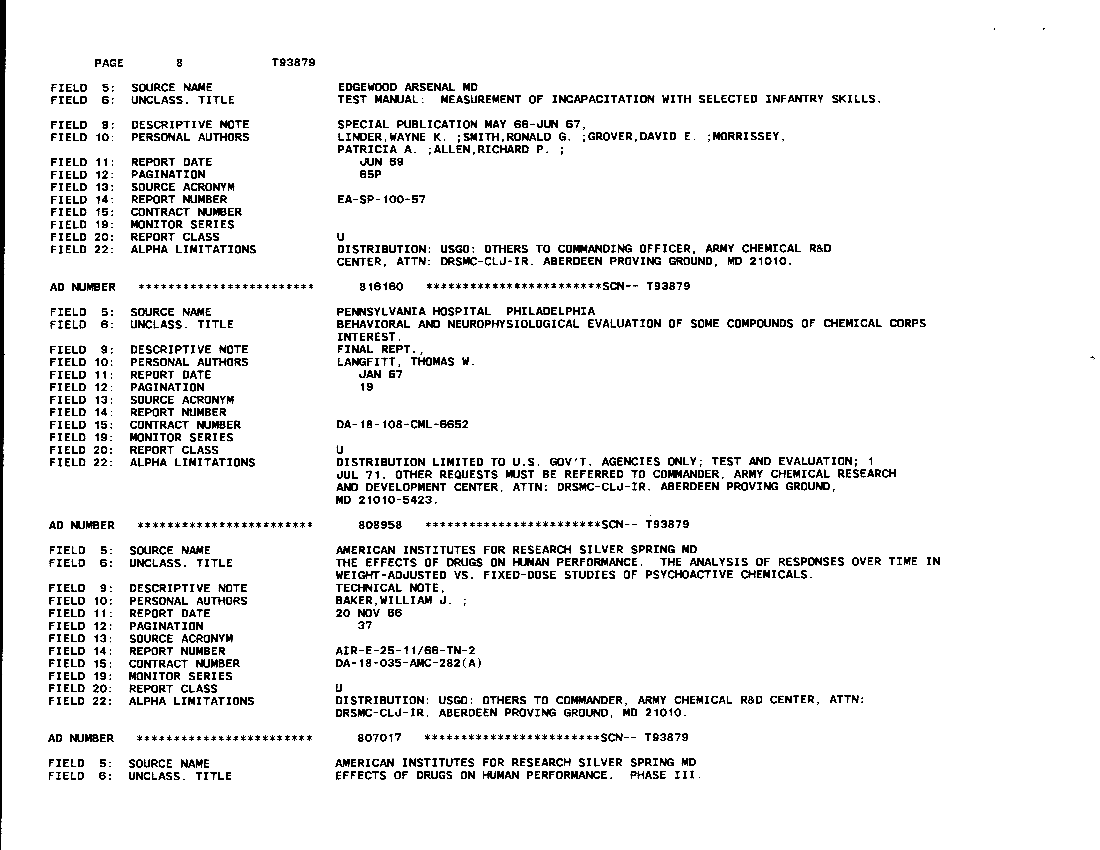 PAGE 8 T93879
FIELD 5: SOURCE NAME EDGEWOOD ARSENAL MD
FIELD 6: UNCLASS. TITLE TEST MANUAL: MEASUREMENT OF INCAPACITATION WITH SELECTED INFANTRY SKILLS.
FIELD 9: DESCRIPTIVE NOTE SPECIAL PUBLICATION MAY 66-JUN 67,
FIELD 10: PERSONAL AUTHORS LINDER,WAYNE K. ;SMITH,RONALD G. ;GROVER,DAVID E. ;MORRISSEY,
PATRICIA A. ;ALLEN,RICHARD P. ;
FIELD 11: REPORT DATE JUN 69
FIELD 12: PAGINATION 65P
FIELD 13: SOURCE ACRONYM
FIELD 14: REPORT NUMBER EA-SP-100-57
FIELD 15: CONTRACT NUMBER
FIELD 19: MONITOR SERIES
FIELD 20: REPORT CLASS U
FIELD 22: ALPHA LIMITATIONS DISTRIBUTION: USGO: OTHERS TO COMMANDING OFFICER, ARMY CHEMICAL R&D
CENTER, ATTN: DRSMC-CLJ-IR. ABERDEEN PROVING GROUND, MD 21010.
AD NUMBER ************************ 816160 ************************SCN-- T93879
FIELD 5: SOURCE NAME PENNSYLVANIA HOSPITAL PHILADELPHIA
FIELD 6: UNCLASS. TITLE BEHAVIORAL AND NEUROPHYSIOLOGICAL EVALUATION OF SOME COMPOUNDS OF CHEMICAL CORPS
INTEREST.
FIELD 9: DESCRIPTIVE NOTE FINAL REPT.,
FIELD 10: PERSONAL AUTHORS LANGFITT, THOMAS W.
FIELD 11: REPORT DATE JAN 67
FIELD 12: PAGINATION 19
FIELD 13: SOURCE ACRONYM
FIELD 14: REPORT NUMBER
FIELD 15: CONTRACT NUMBER DA-18-108-CML-6652
FIELD 19: MONITOR SERIES
FIELD 20: REPORT CLASS U
FIELD 22: ALPHA LIMITATIONS DISTRIBUTION LIMITED TO U.S. GOV'T. AGENCIES ONLY; TEST AND EVALUATION; 1
JUL 71. OTHER REQUESTS MUST BE REFERRED TO COMMANDER, ARMY CHEMICAL RESEARCH
AND DEVELOPMENT CENTER, ATTN: DRSMC-CLJ-IR. ABERDEEN PROVING GROUND,
MD 21010-5423.
AD NUMBER ************************ 808958 ************************SCN-- T93879
FIELD 5: SOURCE NAME AMERICAN INSTITUTES FOR RESEARCH SILVER SPRING MD
FIELD 6: UNCLASS. TITLE THE EFFECTS OF DRUGS ON HUMAN PERFORMANCE. THE ANALYSIS OF RESPONSES OVER TIME IN
WEIGHT-ADJUSTED VS. FIXED-DOSE STUDIES OF PSYCHOACTIVE CHEMICALS.
FIELD 9: DESCRIPTIVE NOTE TECHNICAL NOTE,
FIELD 10: PERSONAL AUTHORS BAKER,WILLIAM J. ;
FIELD 11: REPORT DATE 20 NOV 66
FIELD 12: PAGINATION 37
FIELD 13: SOURCE ACRONYM
FIELD 14: REPORT NUMBER AIR-E-25-11/66-TN-2
FIELD 15: CONTRACT NUMBER DA-18-035-AMC-282(A)
FIELD 19: MONITOR SERIES
FIELD 20: REPORT CLASS U
FIELD 22: ALPHA LIMITATIONS DISTRIBUTION: USGO: OTHERS TO COMMANDER, ARMY CHEMICAL R&D CENTER, ATTN:
DRSMC-CLJ-IR. ABERDEEN PROVING GROUND, MD 21010.
AD NUMBER ************************ 807017 ************************SCN-- T93879
FIELD 5: SOURCE NAME AMERICAN INSTITUTES FOR RESEARCH SILVER SPRING MD
FIELD 6: UNCLASS. TITLE EFFECTS OF DRUGS ON HUMAN PERFORMANCE. PHASE III.